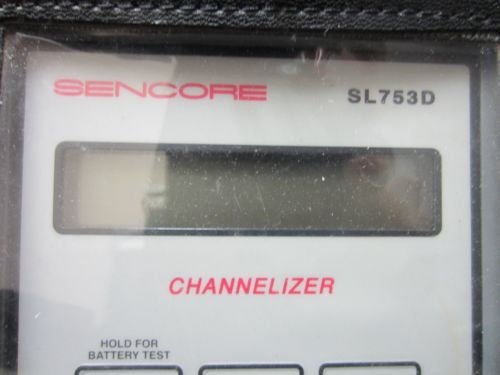 SENCORE SL753D
CHANNELIZER
HOLD FOR
BATTERY TEST